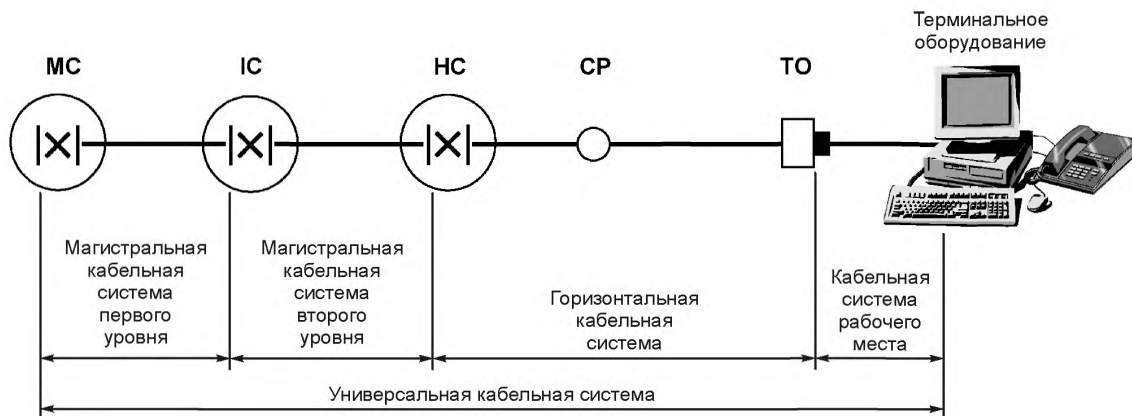 Терминальное
оборудование
MC
IC
HC
CP
TO
Магистральная
кабельная
система
первого
уровня
Магистральная
кабельная
система
второго
уровня
Горизонтальная
кабельная
система
Кабельная
система
рабочего
места
Универсальная кабельная система